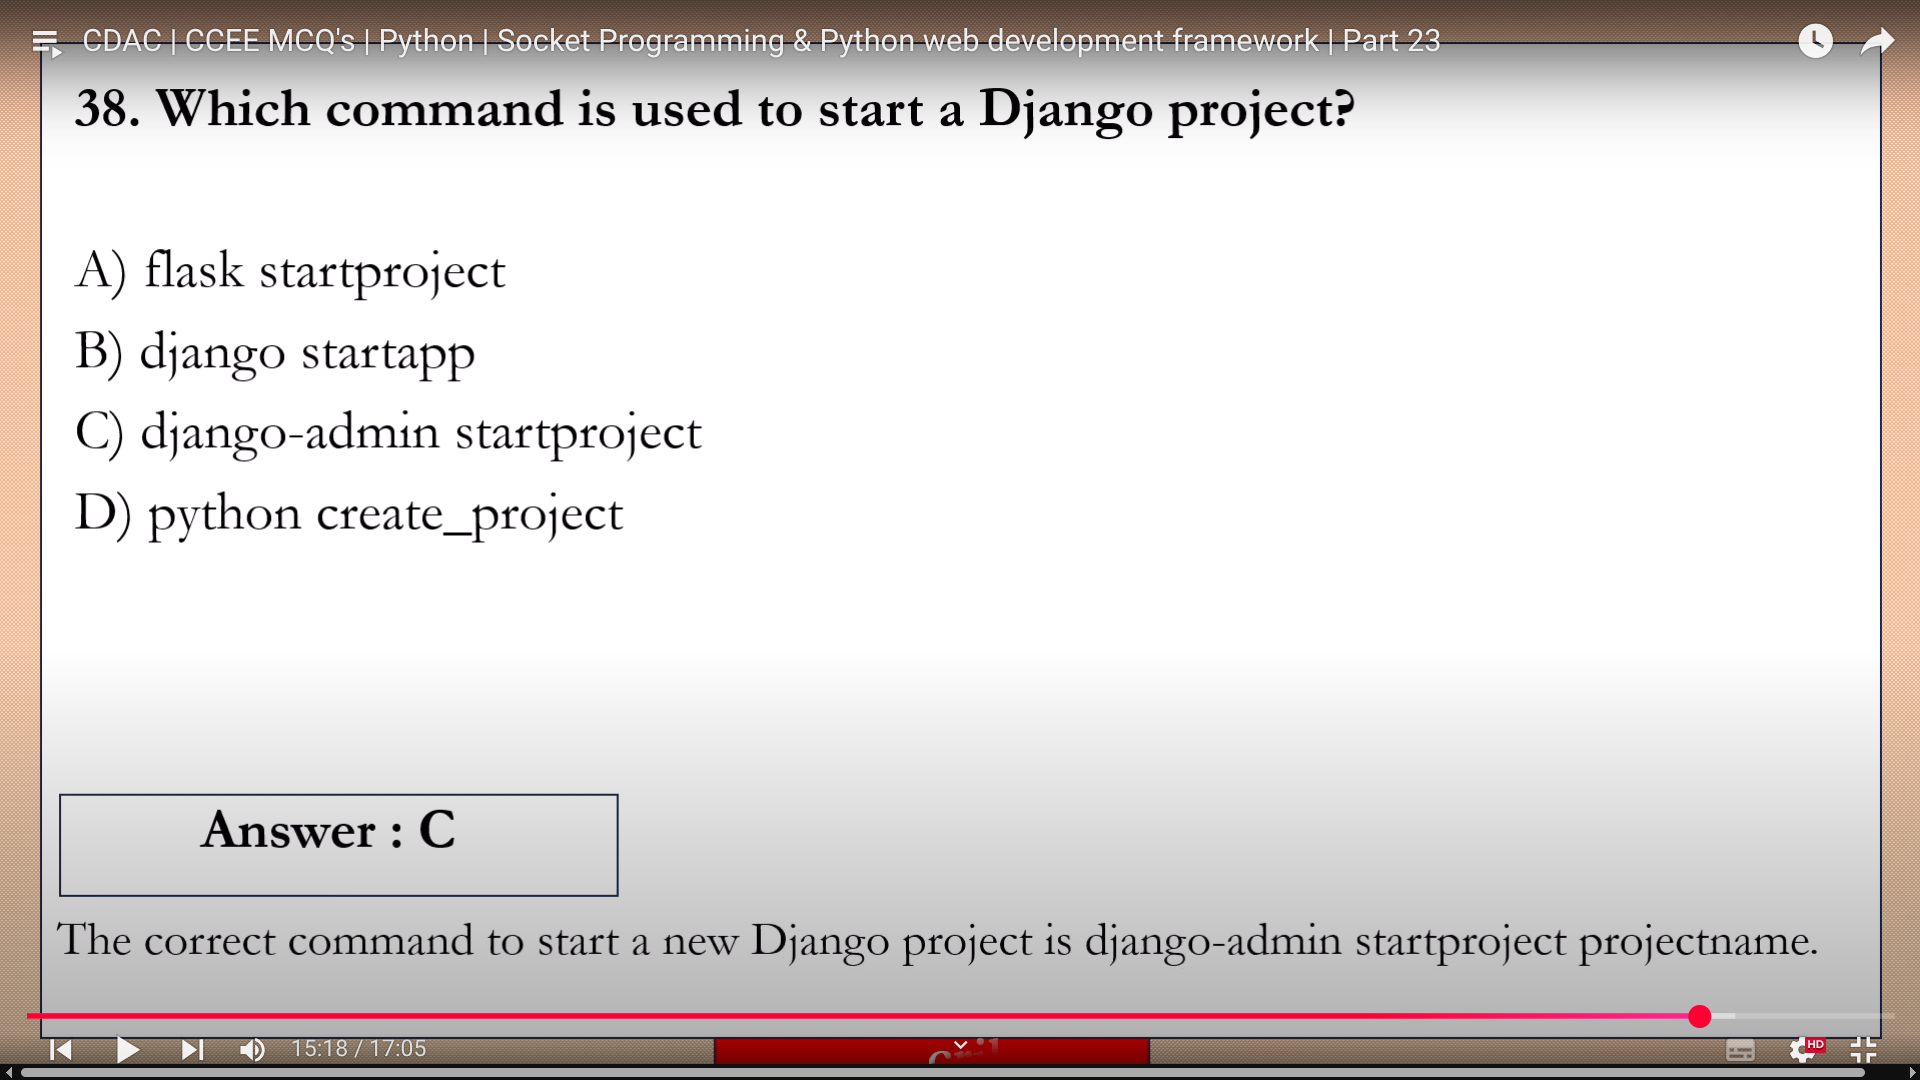 CDAC | CCEE MCQ's | Python | Socket Programming & Python web development framework | Part 23
38. Which command is used to start a Django project?
A) flask startproject
B) django startapp
C) django-admin startproject
D) python create_project
Answer : C
The correct command to start a new Django project is django-admin startproject projectname.
15:18 / 17:05
HD